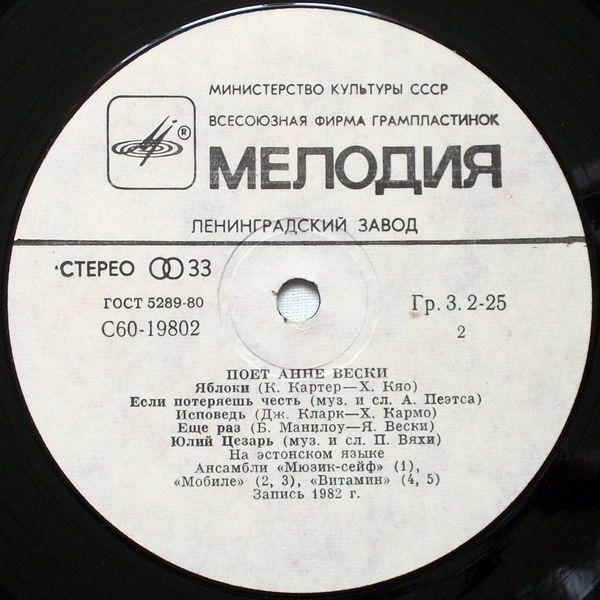 МИНИСТЕРСТВО КУЛЬТУРЫ СССР
ВСЕСОЮЗНАЯ ФИРМА ГРАМПЛАСТИНОК
®
МЕЛОДИЯ
ЛЕНИНГРАДСКИЙ ЗАВОД
СТЕРЕО 33
ГОСТ 5289-80
Гр. 3. 2-25
С60-19802
2
ПОЕТ АННЕ ВЕСКИ
Яблоки (К. Картер—Х. Кяо)
Если потеряешь честь (муз. и сл. А. Пеэтса)
Исповедь (Дж. Кларк—Х. Кармо)
Еще раз (Б. Манилоу—Я. Вески)
Юлий Цезарь (муз. и сл. П. Вяхи)
На эстонском языке
Ансамбли «Мюзик-сейф» (1),
«Мобиле» (2, 3), «Витамин» (4, 5)
Запись 1982 г.